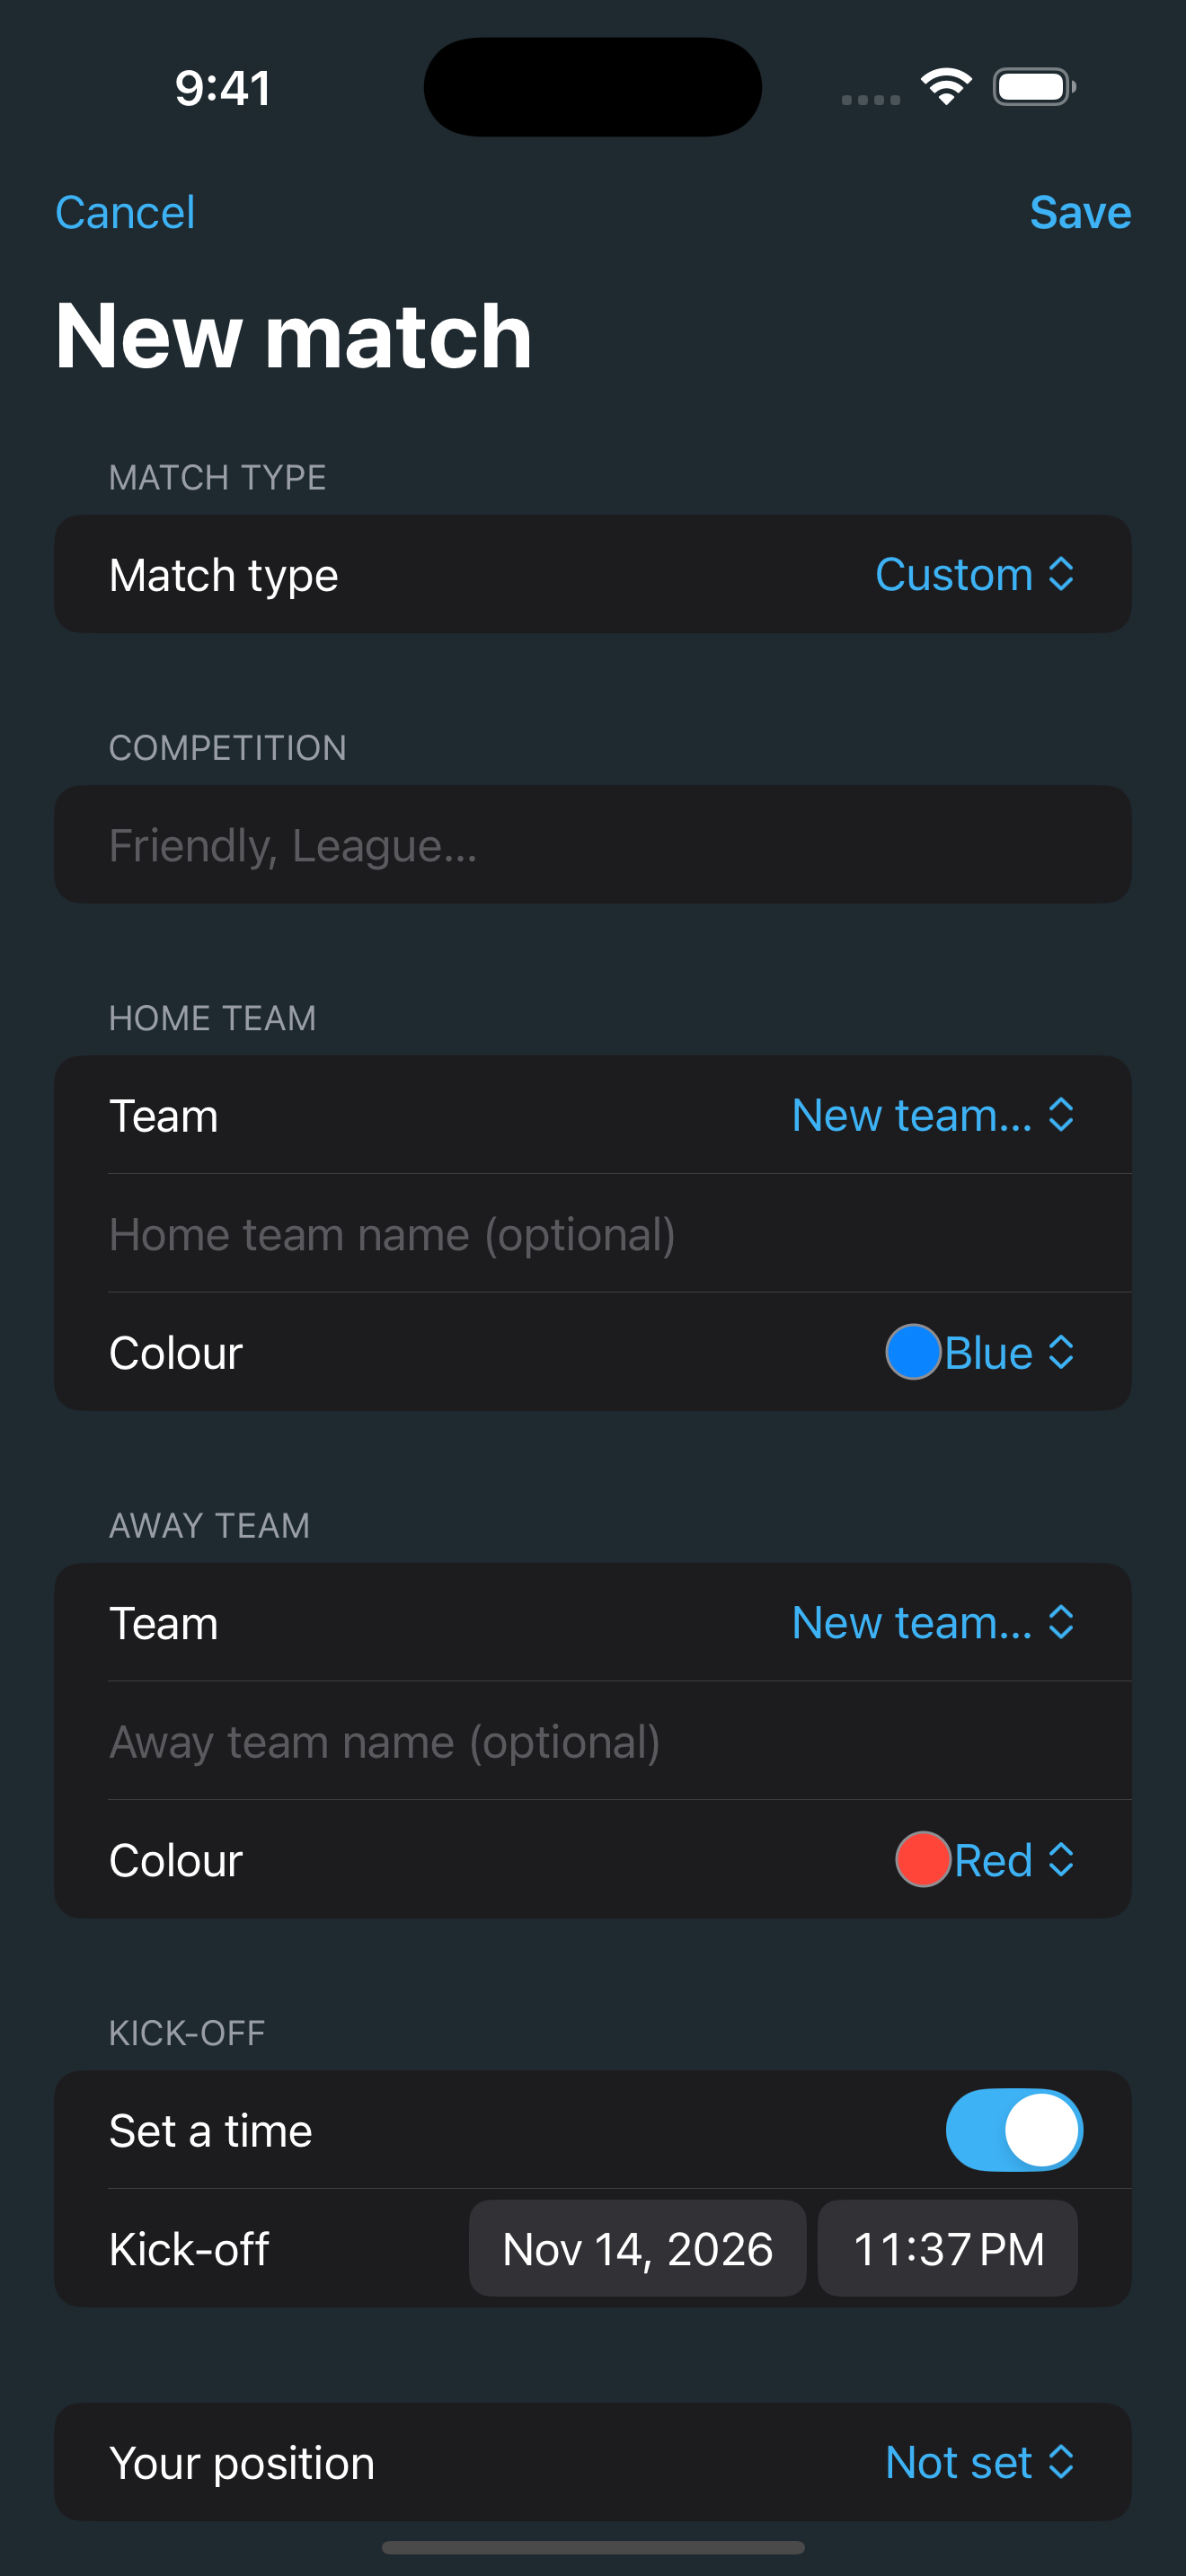 9:41
Cancel Save
New match
MATCH TYPE
Match type Custom
COMPETITION
Friendly, League...
HOME TEAM
Team New team...
Home team name (optional)
Colour Blue
AWAY TEAM
Team New team...
Away team name (optional)
Colour Red
KICK-OFF
Set a time
Kick-off Nov 14, 2026 11:37 PM
Your position Not set